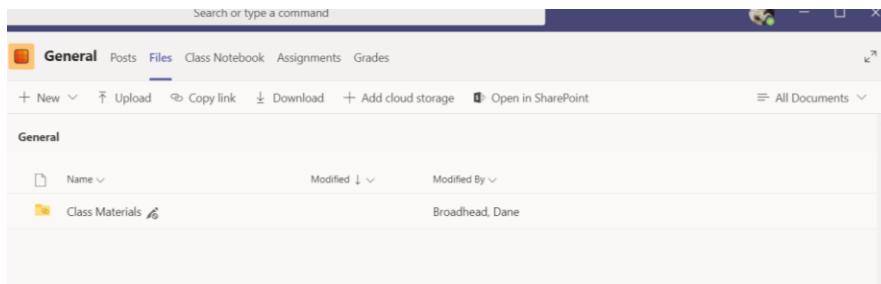 Search or type a command
General Posts Files Class Notebook Assignments Grades
New Upload Copy link Download Add cloud storage Open in SharePoint All Documents
General
Name Modified Modified By
Class Materials Broadhead, Dane